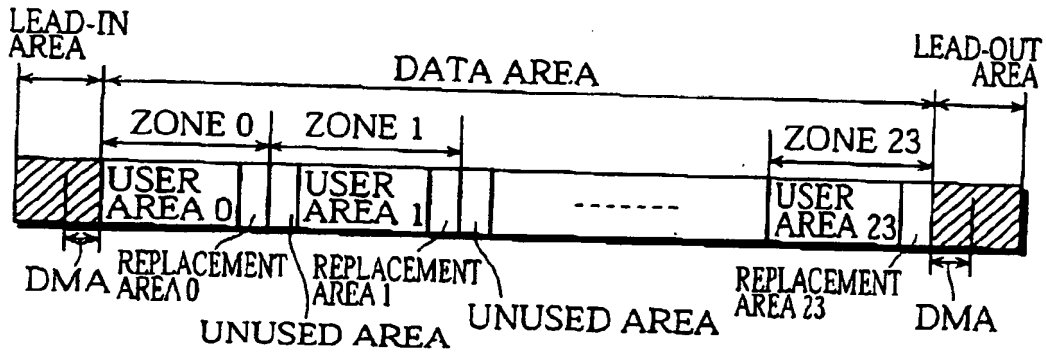 LEAD-IN
AREA
DATA AREA
LEAD-OUT
AREA
ZONE 0
ZONE 1
ZONE 23
USER
AREA 0
USER
AREA 1
USER
AREA 23
DMA
REPLACEMENT
AREA 0
UNUSED AREA
REPLACEMENT
AREA 1
UNUSED AREA
REPLACEMENT
AREA 23
DMA